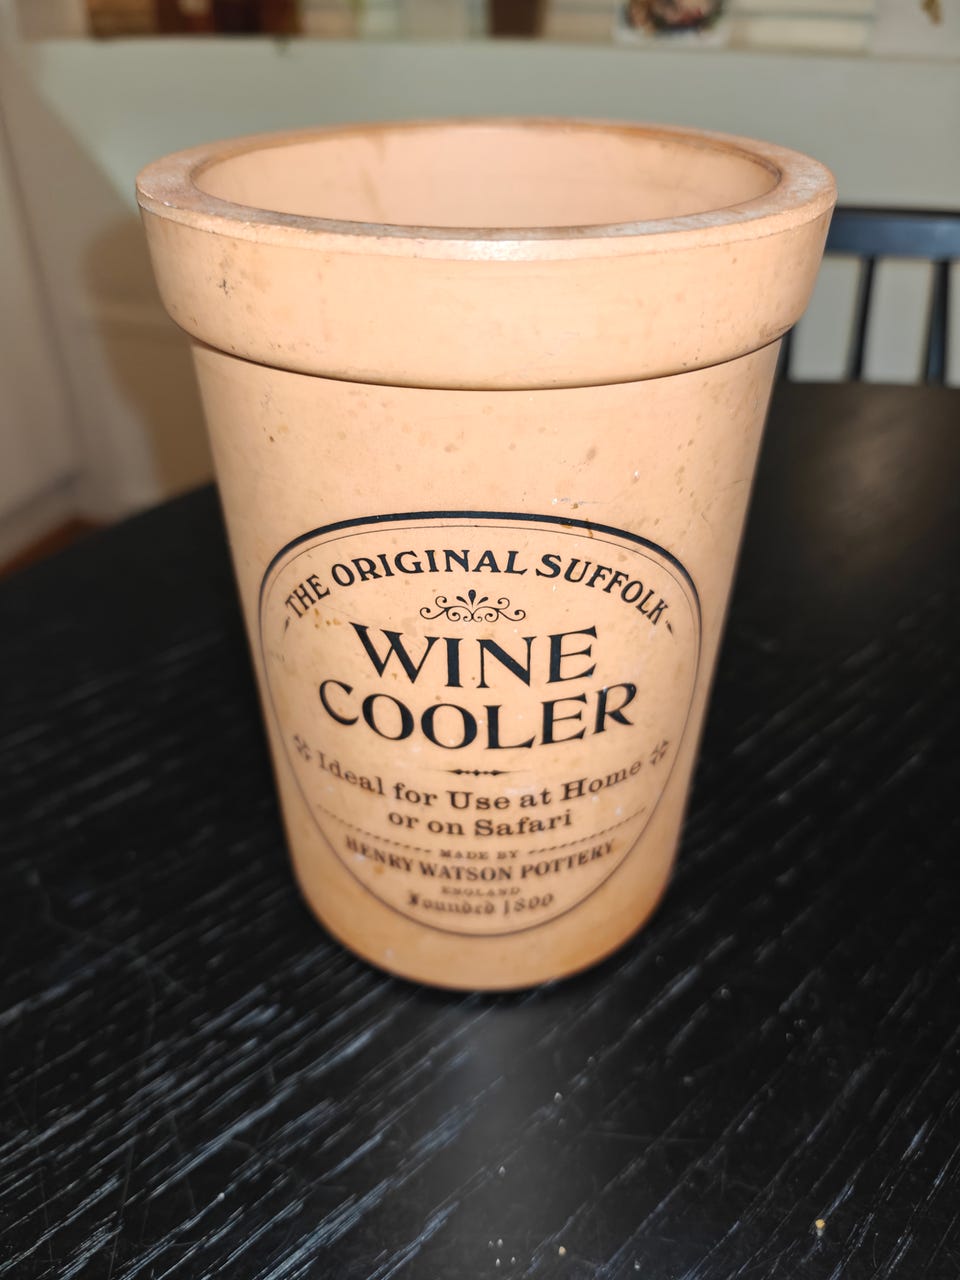 THE ORIGINAL SUFFOLK
WINE
COOLER
Ideal for Use at Home
or on Safari
MADE BY
HENRY WATSON POTTERY
ENGLAND
Founded 1800